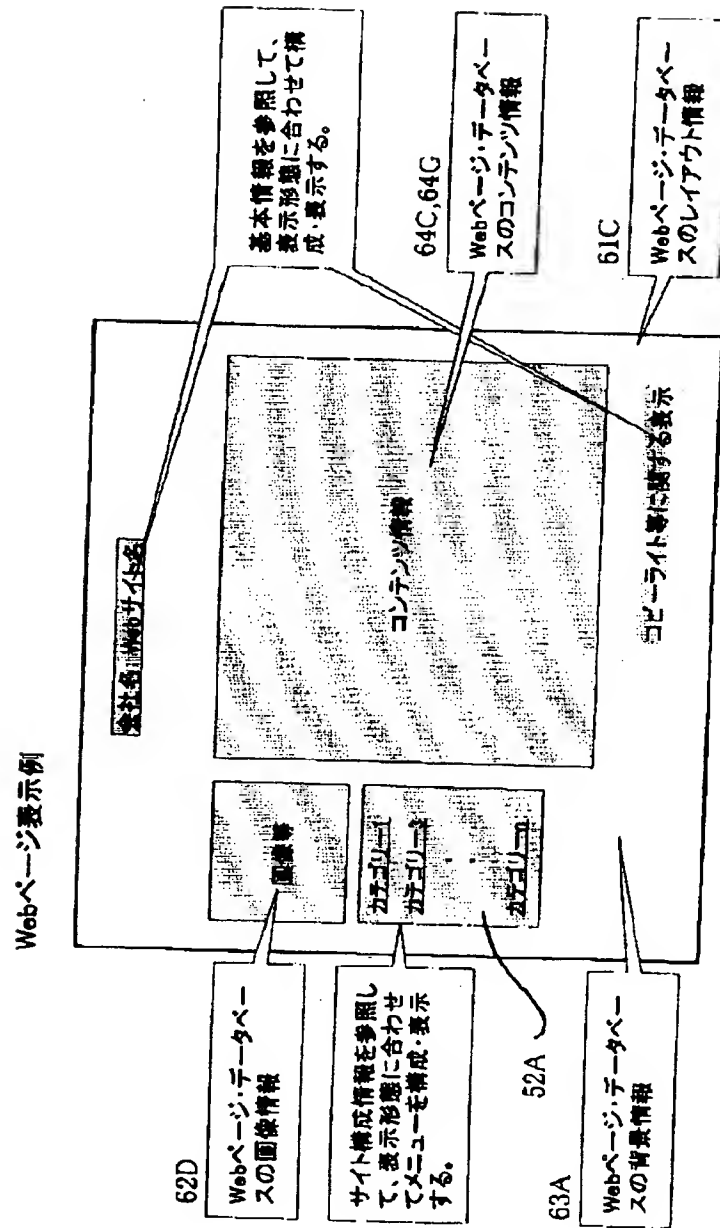 Webページ表示例
会社名、Webサイト名
基本情報を参照して、
表示形態に合わせて構
成・表示する。
62D
Webページ・データベー
スの画像情報
画像等
コンテンツ情報
64C,64G
Webページ・データベー
スのコンテンツ情報
サイト構成情報を参照し
て、表示形態に合わせ
てメニューを構成・表示
する。
カテゴリー1
カテゴリー2
・
・
カテゴリーn
52A
63A
Webページ・データベー
スの背景情報
コピーライト等に関する表示
61C
Webページ・データベー
スのレイアウト情報